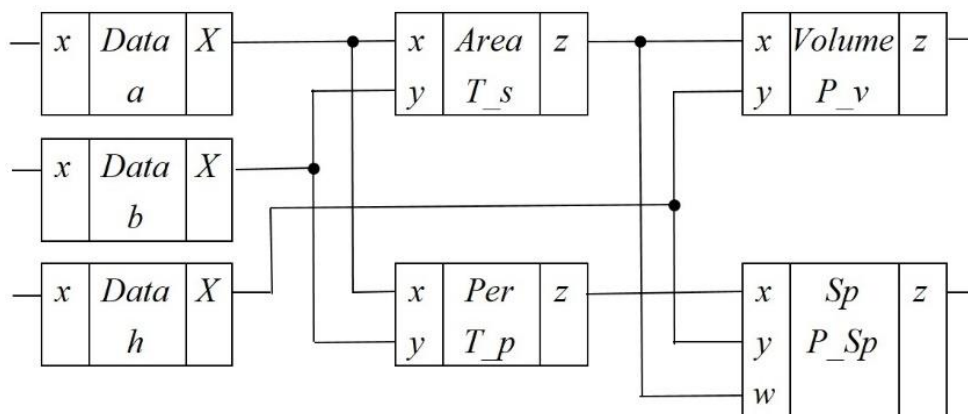 x Data X
a
x Area z
y T_s
x Volume z
y P_v
x Data X
b
x Data X
h
x Per z
y T_p
x Sp z
y P_Sp
w